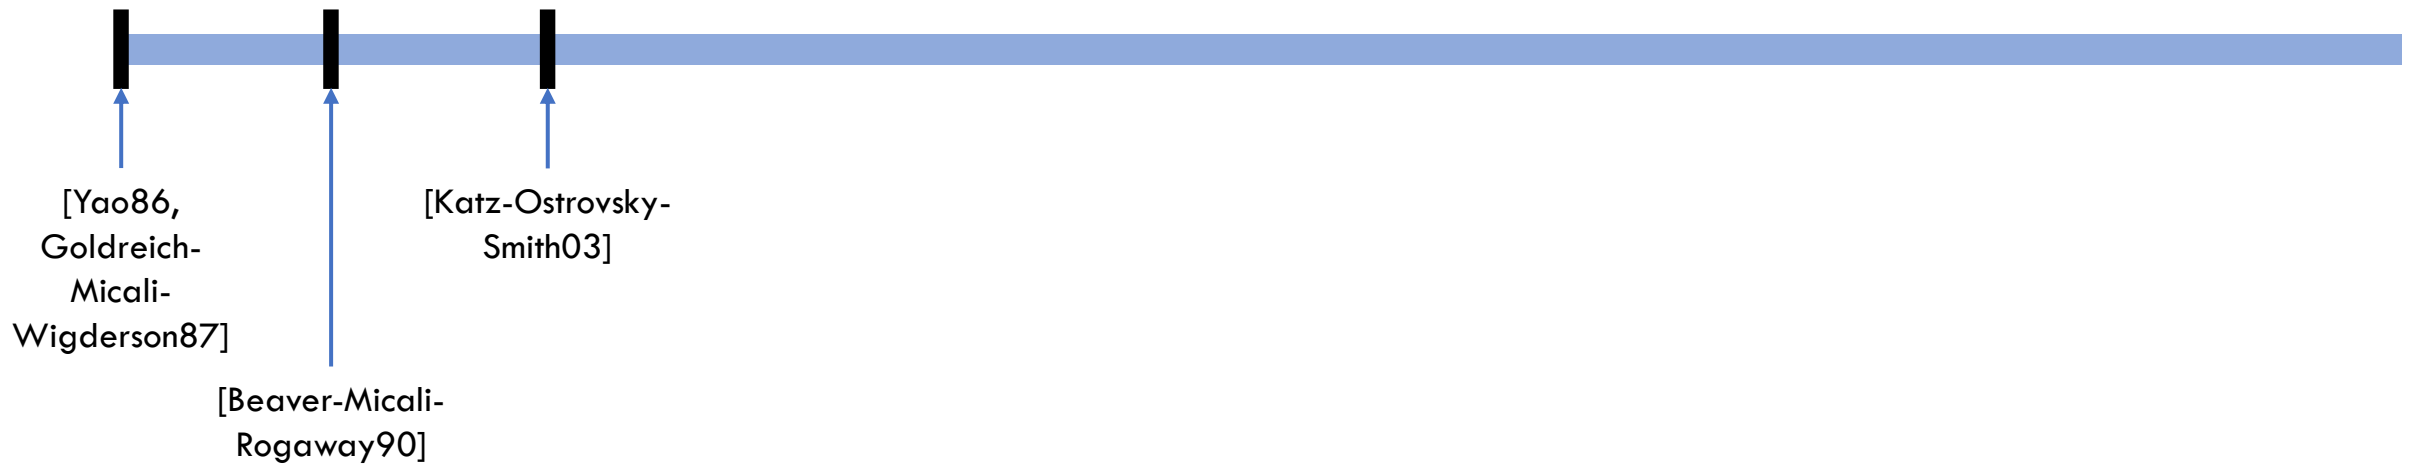 [Yao86,
Goldreich-
Micali-
Wigderson87]
[Beaver-Micali-
Rogaway90]
[Katz-Ostrovsky-
Smith03]